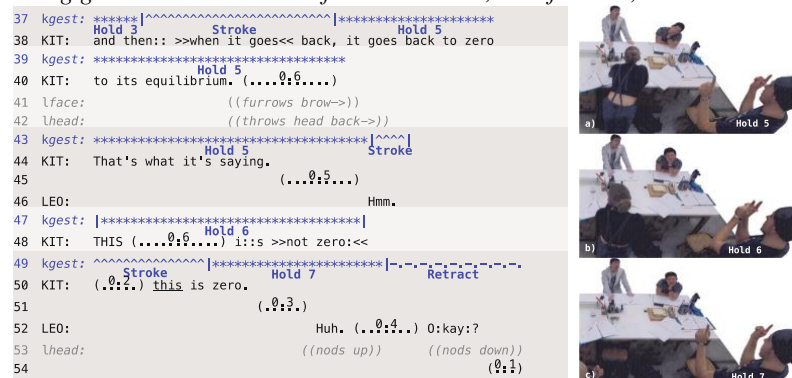 37 kgest: ******|^^^^^^^^^^^^^^^^^^^^^^^^^|*********************
Hold 3 Stroke Hold 5
38 KIT: and then:: >>when it goes<< back, it goes back to zero
39 kgest: **********************************
Hold 5
40 KIT: to its equilibrium. (....0.6....)
41 lface: ((furrows brow—>))
42 lhead: ((throws head back—>))
43 kgest: *************************************|^^^^|
Hold 5 Stroke
44 KIT: That's what it's saying.
45 (...0.5...)
46 LEO: Hmm.
47 kgest: |***********************************|
Hold 6
48 KIT: THIS (....0.6....) i::s >>not zero:<<
49 kgest: ^^^^^^^^^^^^^^^|***********************|-.-.-.-.-.-.-.-.-.
Stroke Hold 7 Retract
50 KIT: (.0.2.) this is zero.
51 (..0.3..)
52 LEO: Huh. (...0.4...) O:kay:?
53 lhead: ((nods up)) ((nods down))
54 (0.1)
a) Hold 5
b) Hold 6
c) Hold 7